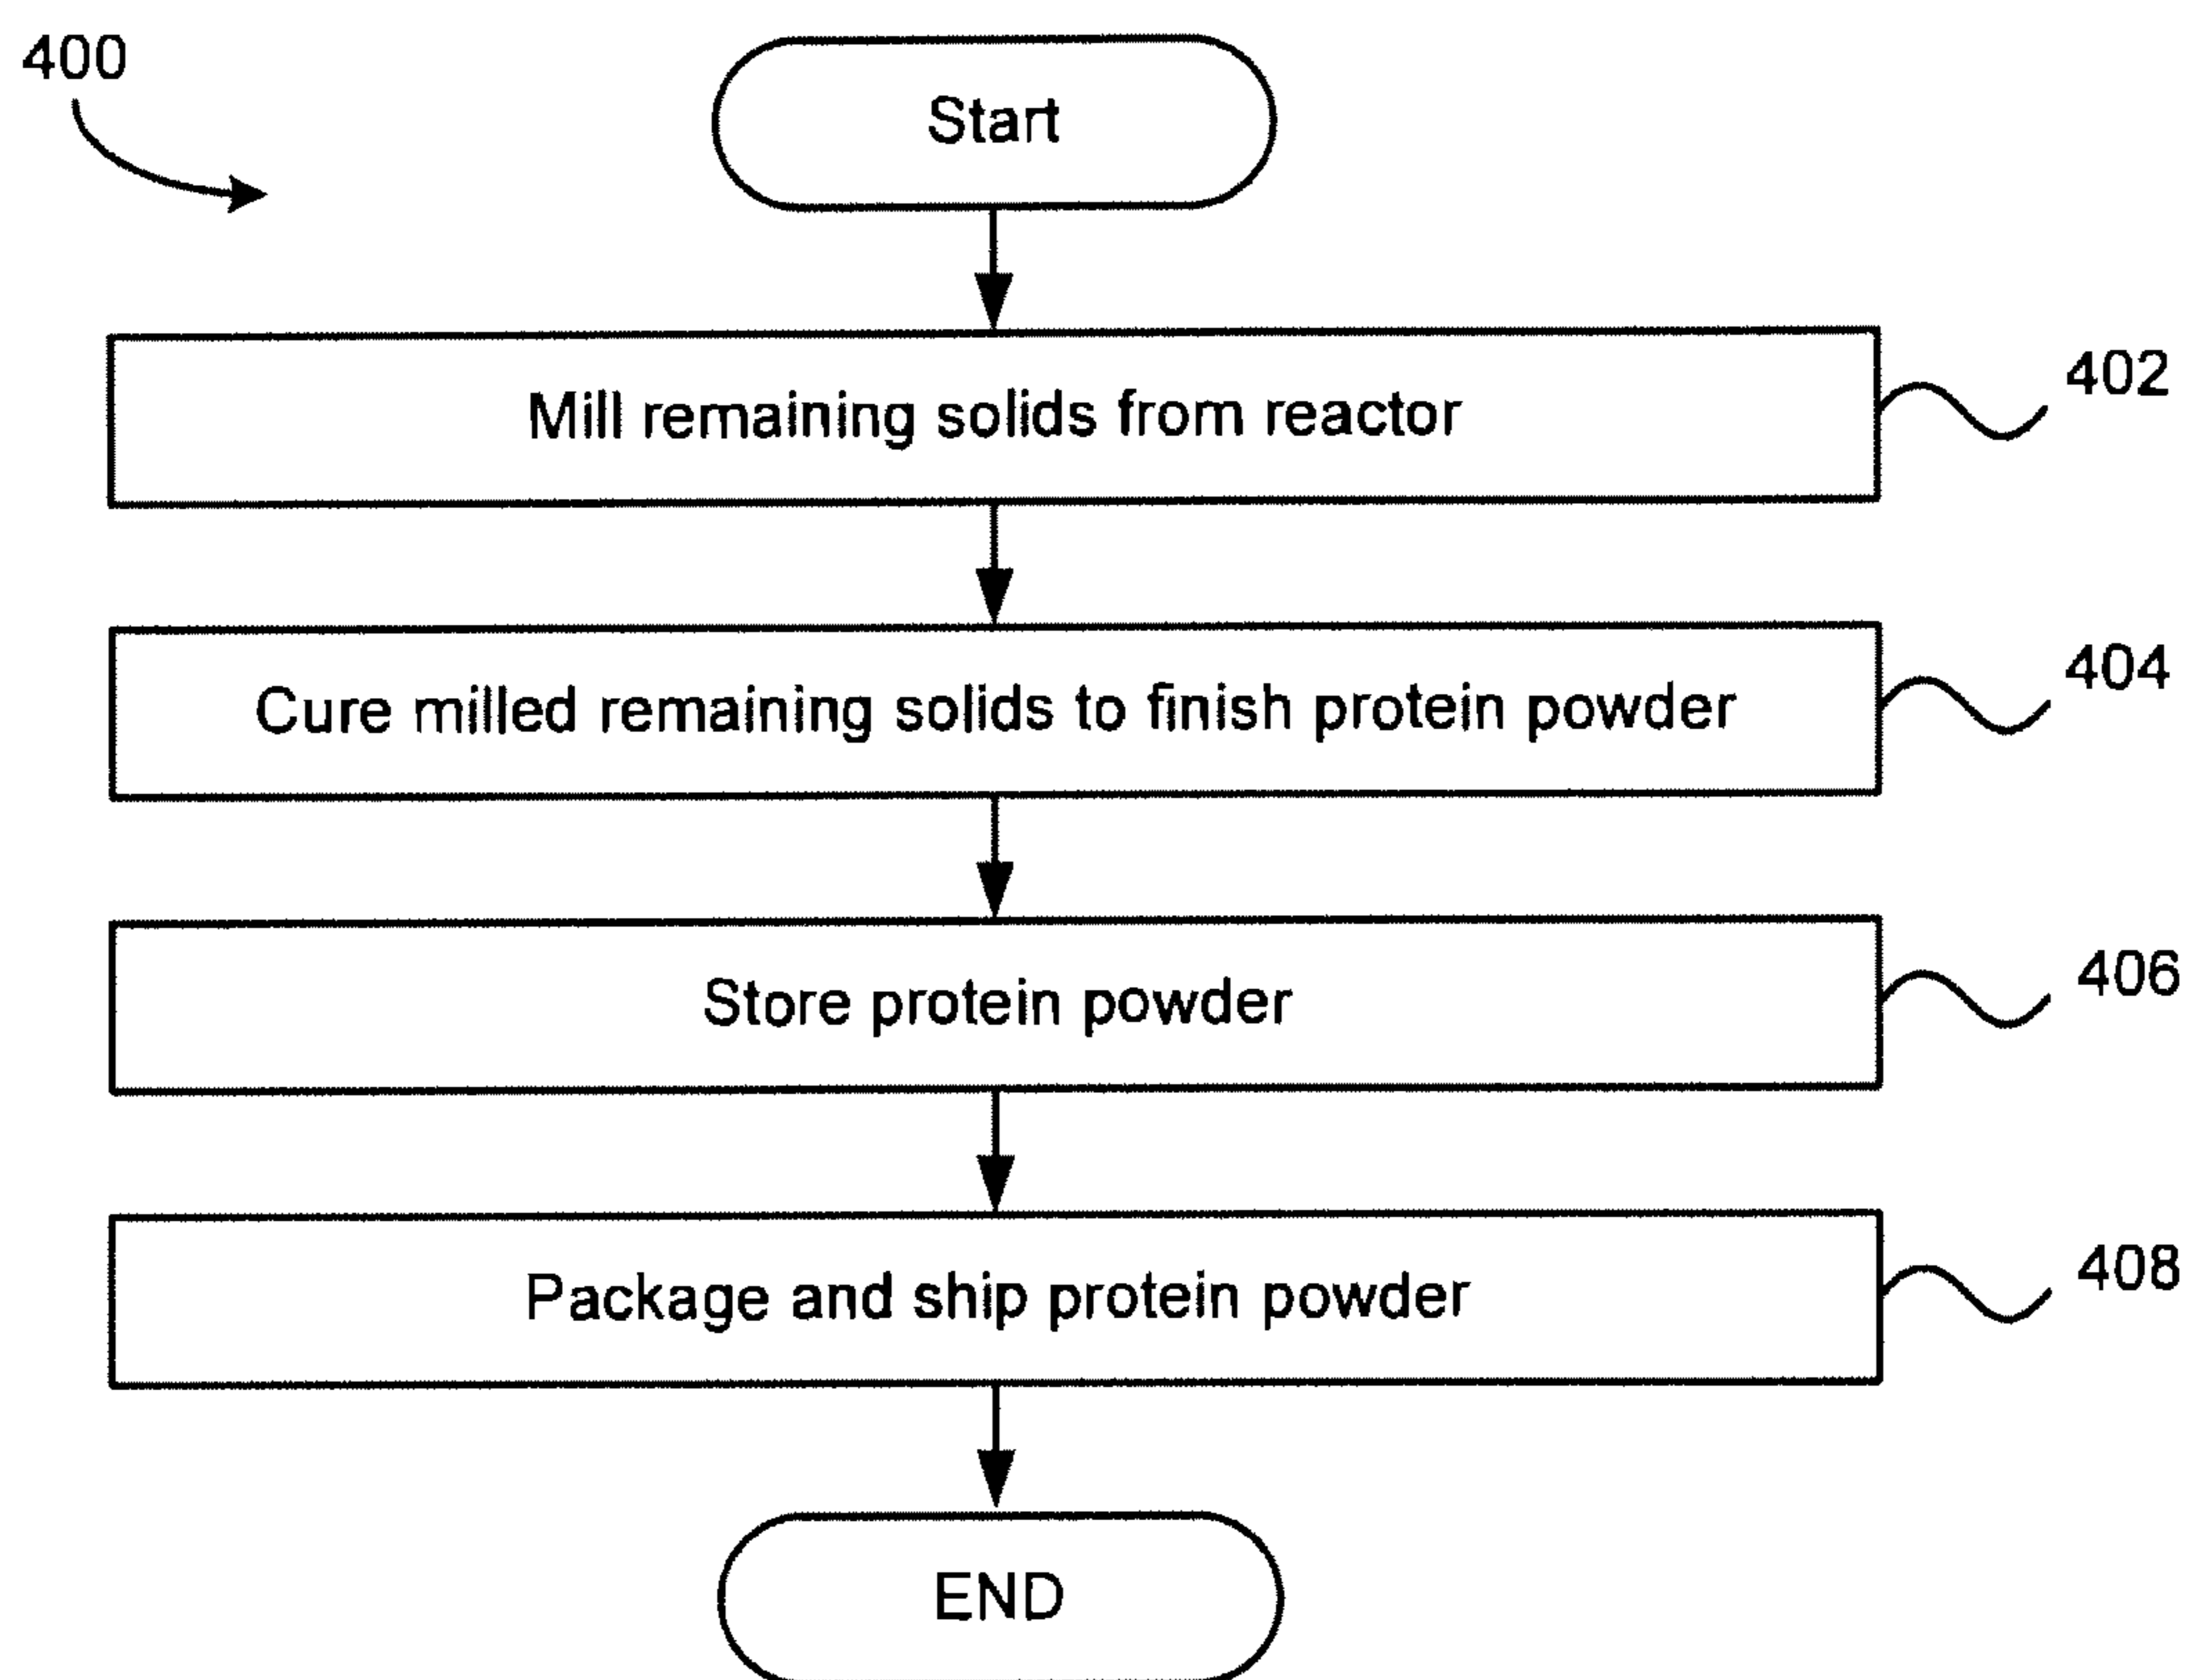 400
Start
Mill remaining solids from reactor
402
Cure milled remaining solids to finish protein powder
404
Store protein powder
406
Package and ship protein powder
408
END